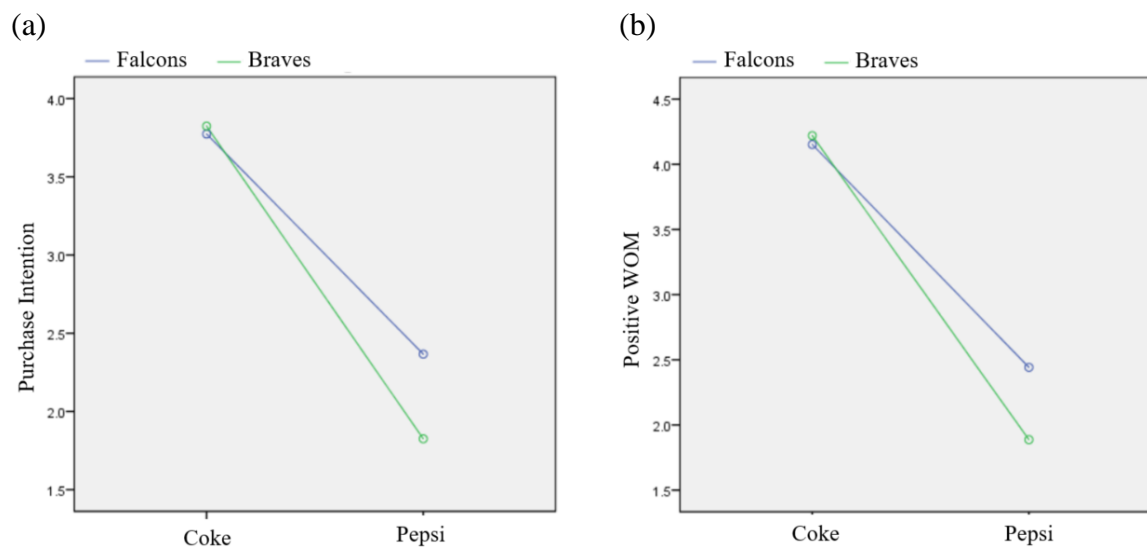 (a)
Falcons Braves
Purchase Intention
4.0
3.5
3.0
2.5
2.0
1.5
Coke Pepsi
(b)
Falcons Braves
Positive WOM
4.5
4.0
3.5
3.0
2.5
2.0
1.5
Coke Pepsi